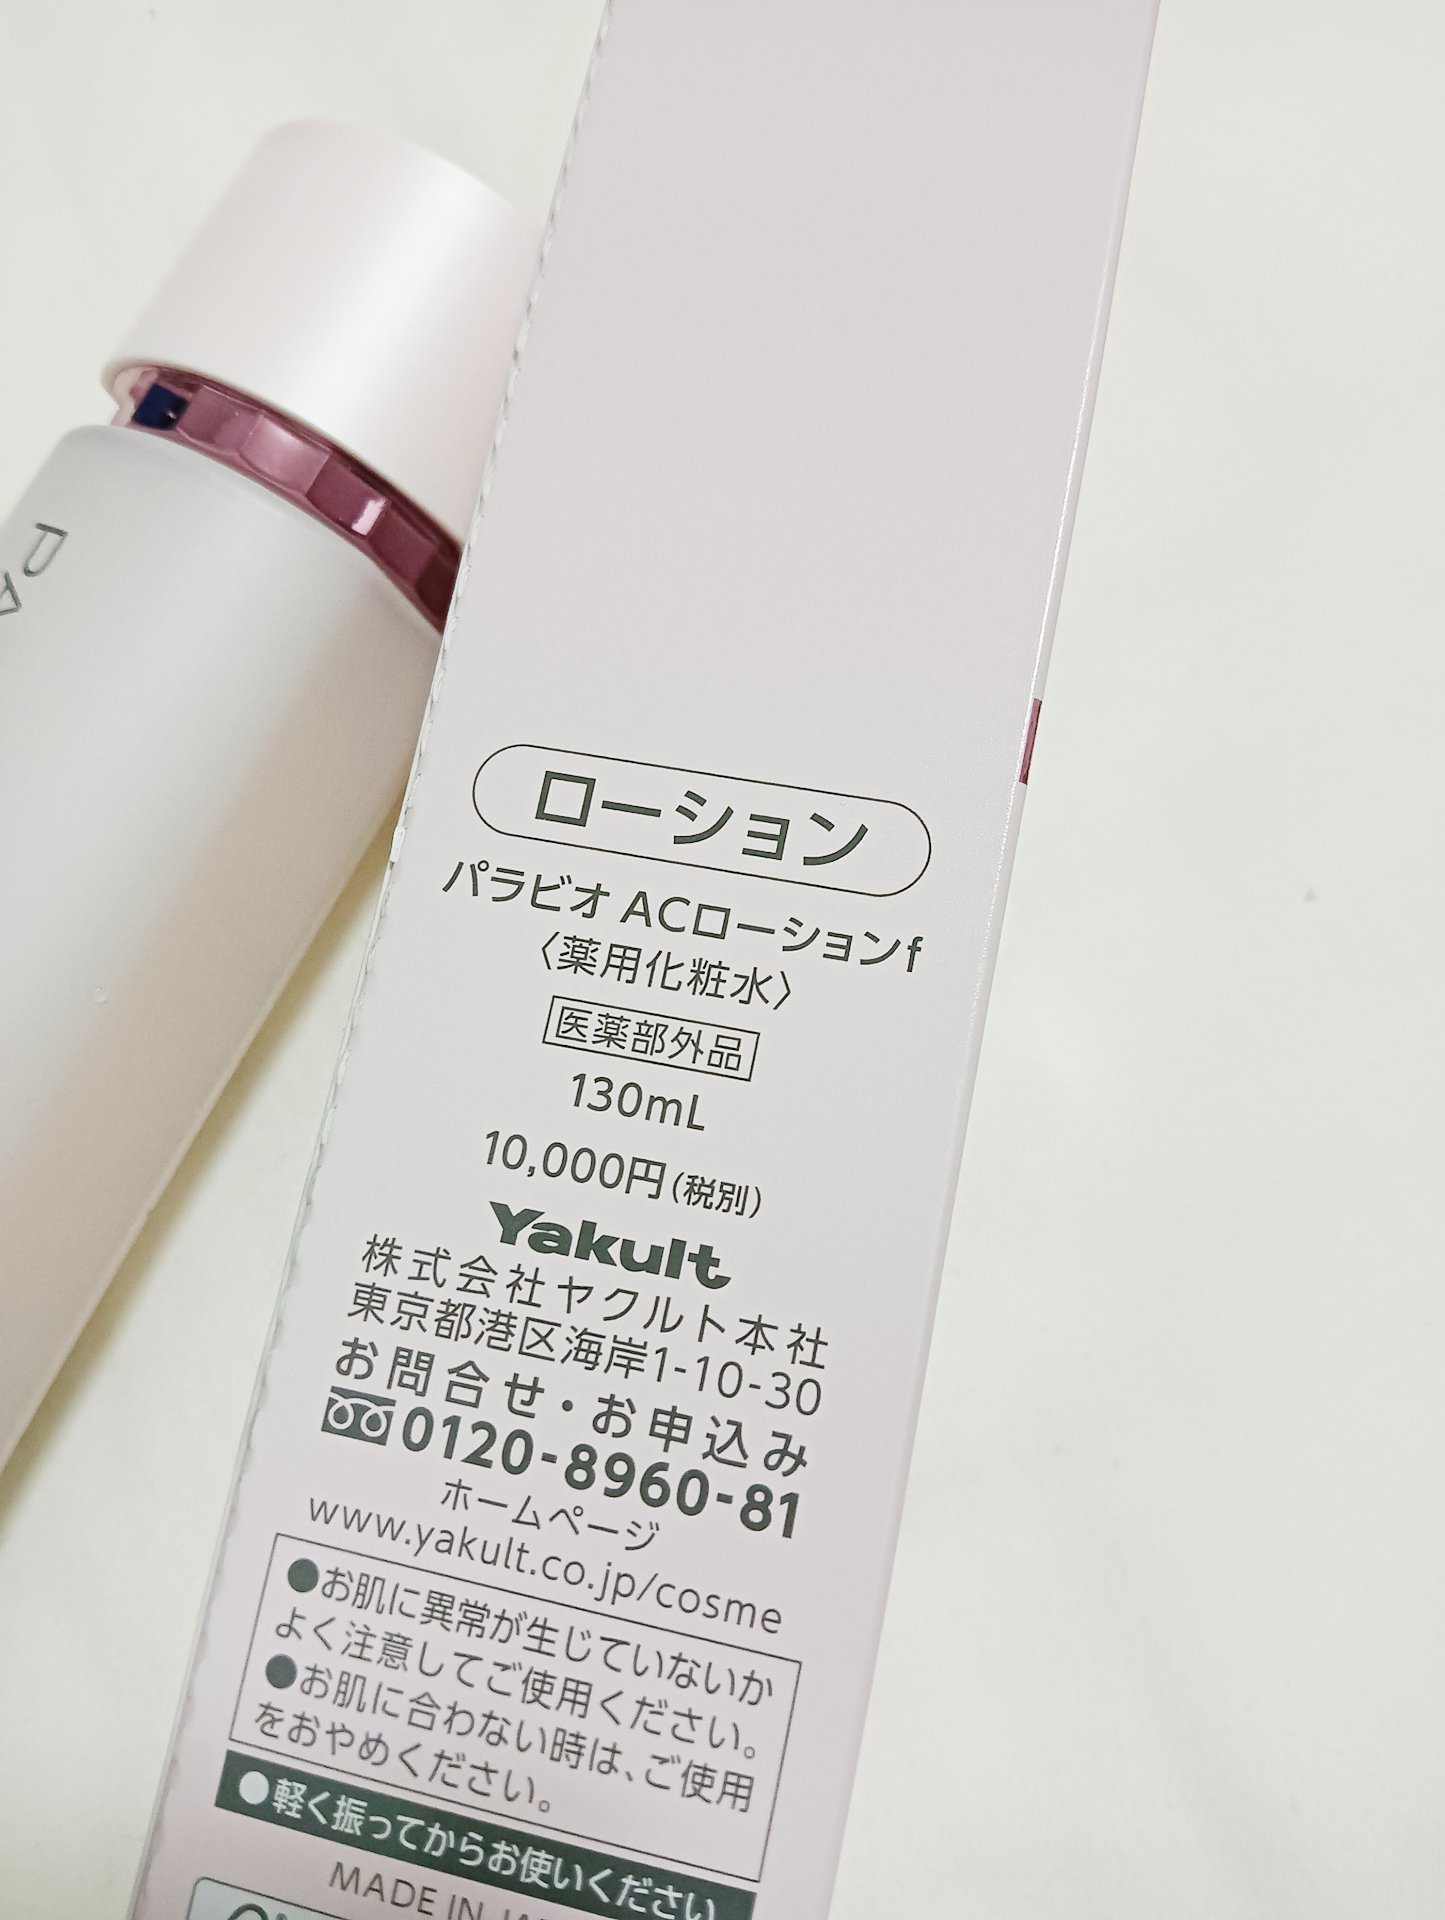 PA
ローション
パラビオ ACローションf
〈薬用化粧水〉
医薬部外品
130mL
10,000円(税別)
Yakult
株式会社ヤクルト本社
東京都港区海岸1-10-30
お問合せ・お申込み
0120-8960-81
ホームページ
www.yakult.co.jp/cosme
●お肌に異常が生じていないか
よく注意してご使用ください。
●お肌に合わない時は、ご使用
をおやめください。
●軽く振ってからお使いください
MADE IN